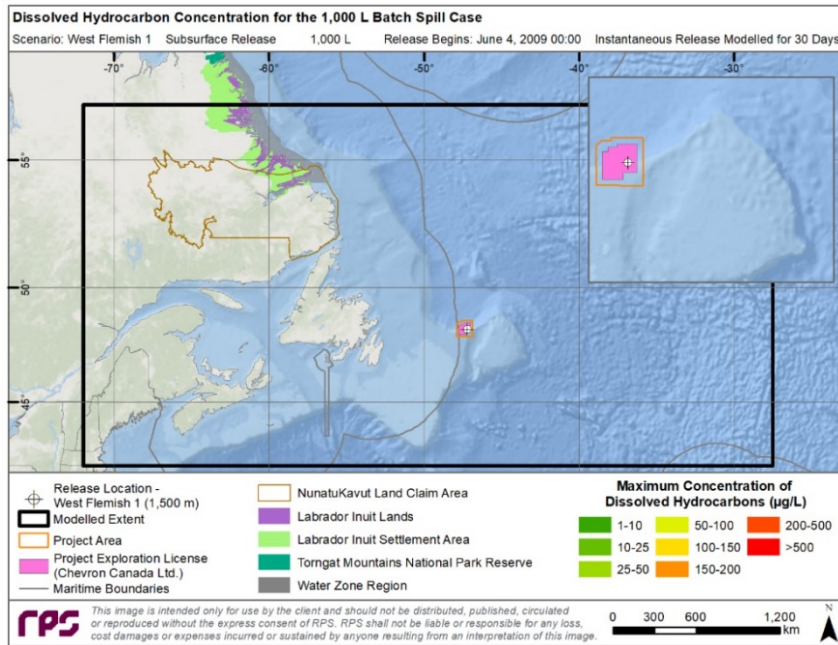 Dissolved Hydrocarbon Concentration for the 1,000 L Batch Spill Case
Scenario: West Flemish 1 Subsurface Release 1,000 L Release Begins: June 4, 2009 00:00 Instantaneous Release Modelled for 30 Days
-70° -60° -50° -40° -30°
55°
50°
45°
Release Location -
West Flemish 1 (1,500 m)
Modelled Extent
Project Area
Project Exploration License
(Chevron Canada Ltd.)
Maritime Boundaries
NunatuKavut Land Claim Area
Labrador Inuit Lands
Labrador Inuit Settlement Area
Torngat Mountains National Park Reserve
Water Zone Region
Maximum Concentration of
Dissolved Hydrocarbons (µg/L)
1-10 50-100 200-500
10-25 100-150 >500
25-50 150-200
rps
This image is intended only for use by the client and should not be distributed, published, circulated
or reproduced without the express consent of RPS. RPS shall not be liable or responsible for any loss,
cost damages or expenses incurred or sustained by anyone resulting from an interpretation of this image.
0 300 600 1,200
km
N